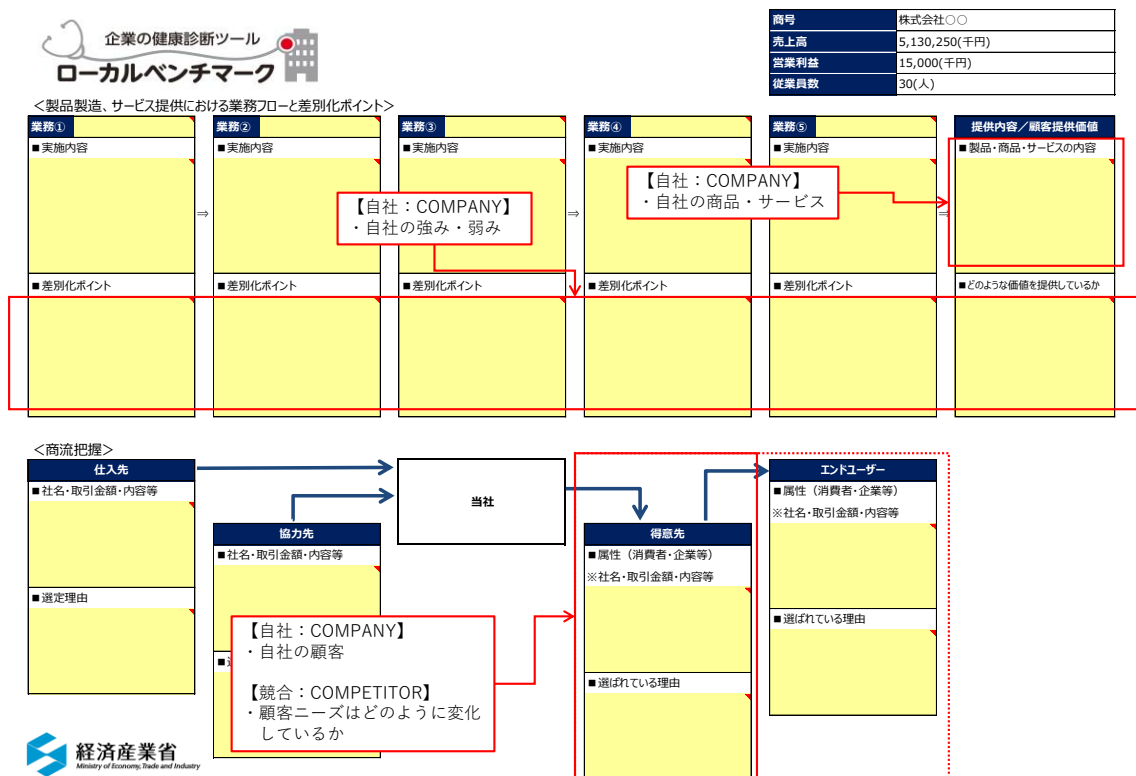 企業の健康診断ツール
ローカルベンチマーク
商号 株式会社○○
売上高 5,130,250(千円)
営業利益 15,000(千円)
従業員数 30(人)
＜製品製造、サービス提供における業務フローと差別化ポイント＞
業務① 業務② 業務③ 業務④ 業務⑤ 提供内容／顧客提供価値
■実施内容 ■実施内容 ■実施内容 ■実施内容 ■実施内容 ■製品・商品・サービスの内容
【自社：COMPANY】
・自社の強み・弱み
【自社：COMPANY】
・自社の商品・サービス
⇒ ⇒ ⇒
■差別化ポイント ■差別化ポイント ■差別化ポイント ■差別化ポイント ■差別化ポイント ■どのような価値を提供しているか
＜商流把握＞
仕入先
■社名・取引金額・内容等
■選定理由
協力先
■社名・取引金額・内容等
当社
得意先
■属性（消費者・企業等）
※社名・取引金額・内容等
■選ばれている理由
エンドユーザー
■属性（消費者・企業等）
※社名・取引金額・内容等
■選ばれている理由
【自社：COMPANY】
・自社の顧客
【競合：COMPETITOR】
・顧客ニーズはどのように変化
しているか
経済産業省
Ministry of Economy, Trade and Industry